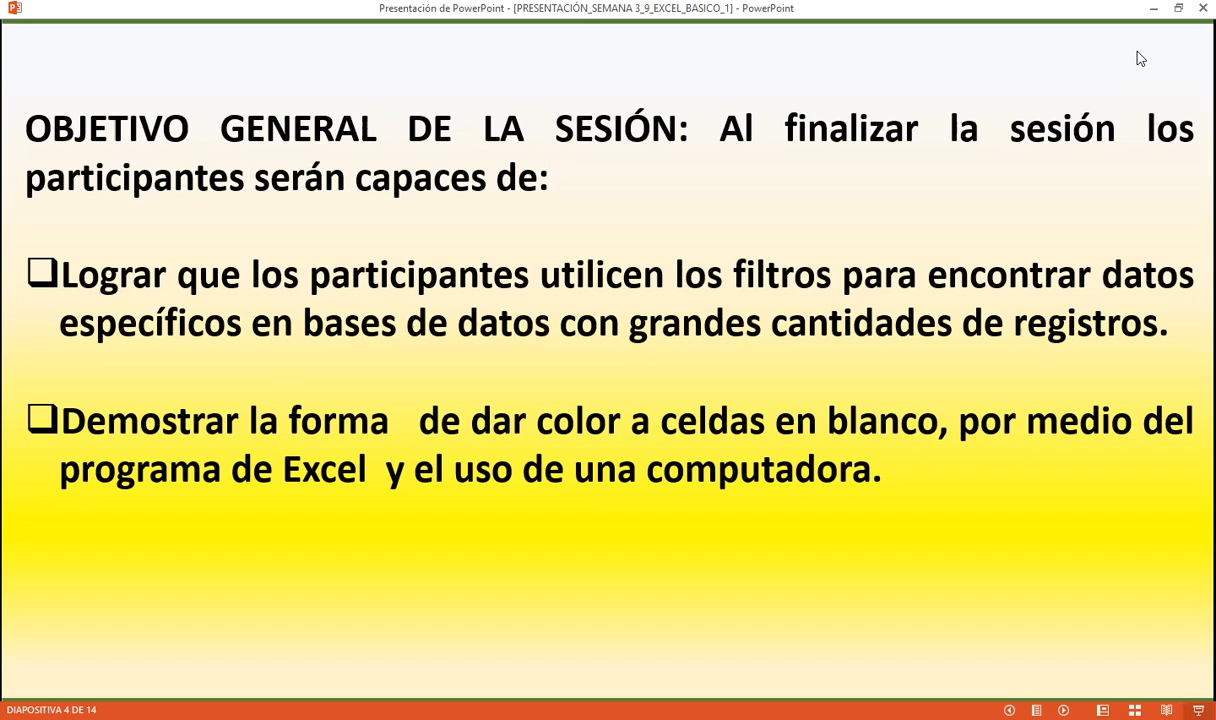 Presentación de PowerPoint - [PRESENTACIÓN_SEMANA 3_9_EXCEL_BASICO_1] - PowerPoint
OBJETIVO GENERAL DE LA SESIÓN: Al finalizar la sesión los
participantes serán capaces de:
Lograr que los participantes utilicen los filtros para encontrar datos
específicos en bases de datos con grandes cantidades de registros.
Demostrar la forma de dar color a celdas en blanco, por medio del
programa de Excel y el uso de una computadora.
DIAPOSITIVA 4 DE 14